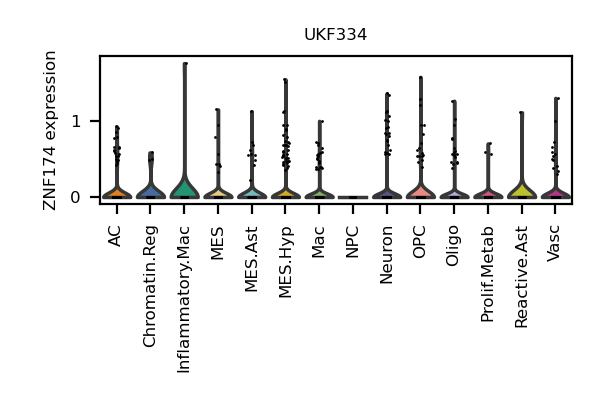 UKF334
ZNF174 expression
1
0
AC
Chromatin.Reg
Inflammatory.Mac
MES
MES.Ast
MES.Hyp
Mac
NPC
Neuron
OPC
Oligo
Prolif.Metab
Reactive.Ast
Vasc